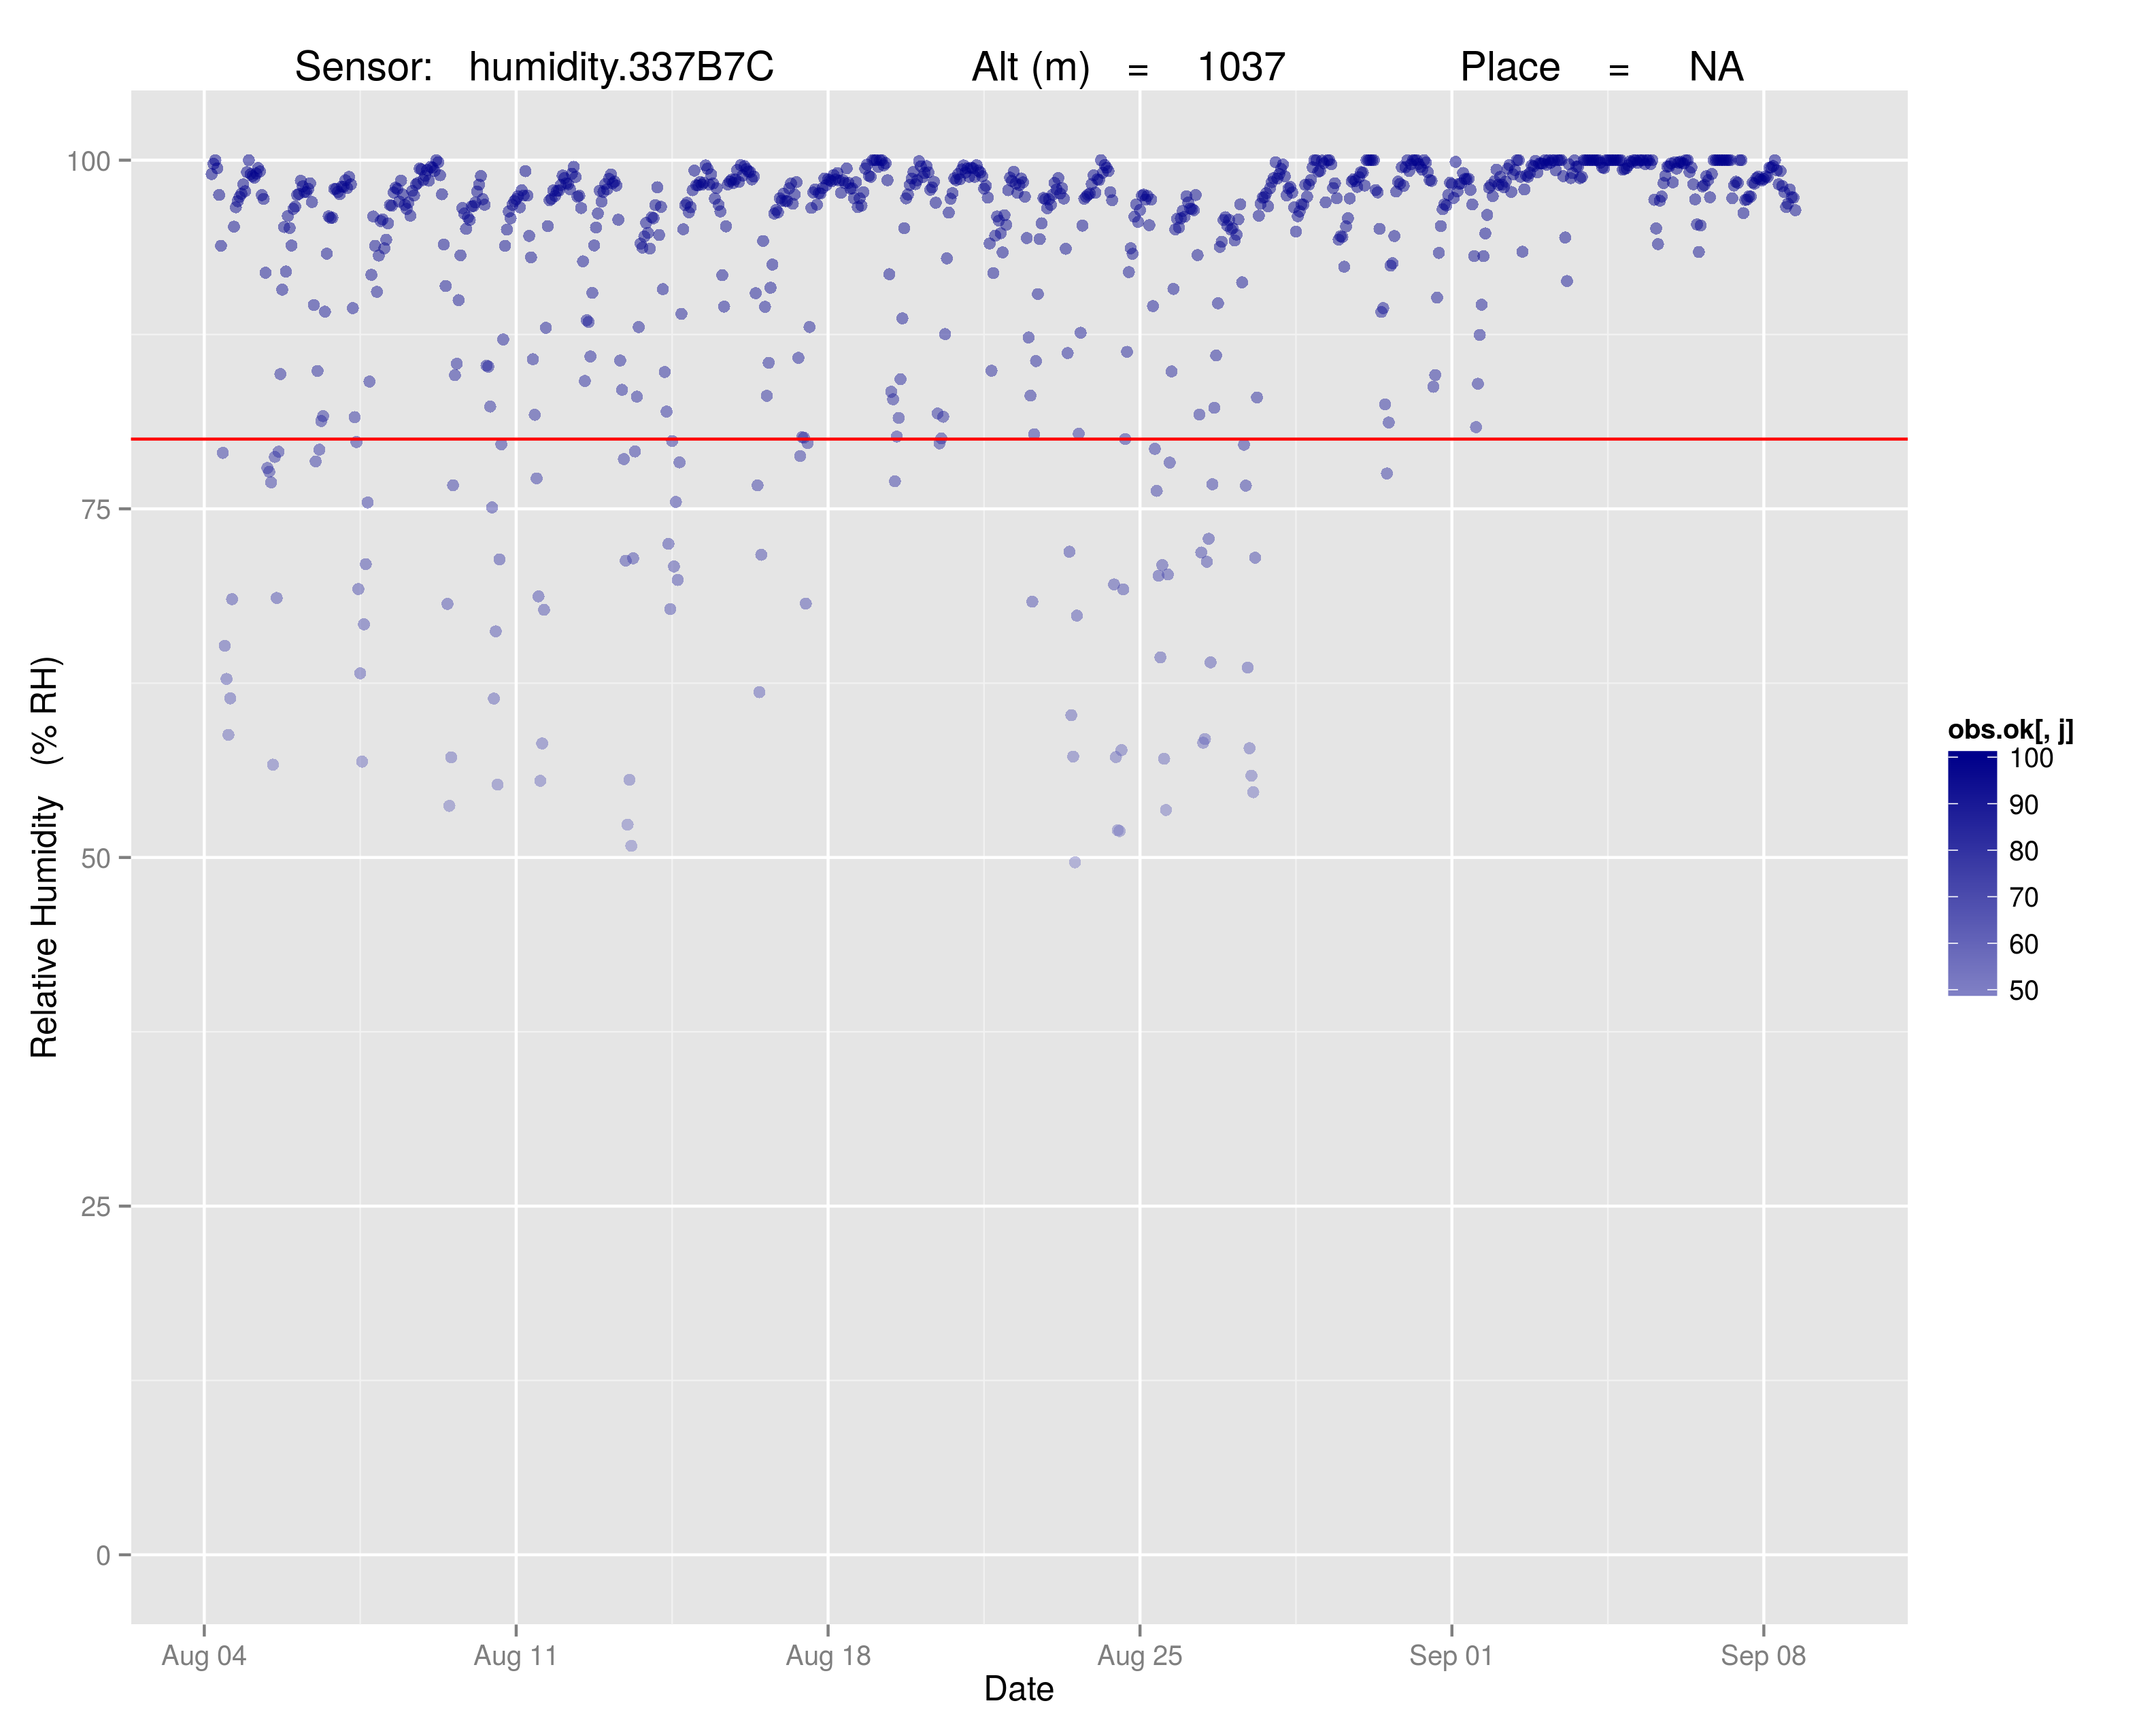 Sensor: humidity.337B7C Alt (m) = 1037 Place = NA
100
75
50
25
0
Relative Humidity (% RH)
Aug 04 Aug 11 Aug 18 Aug 25 Sep 01 Sep 08
Date
obs.ok[, j]
100
90
80
70
60
50